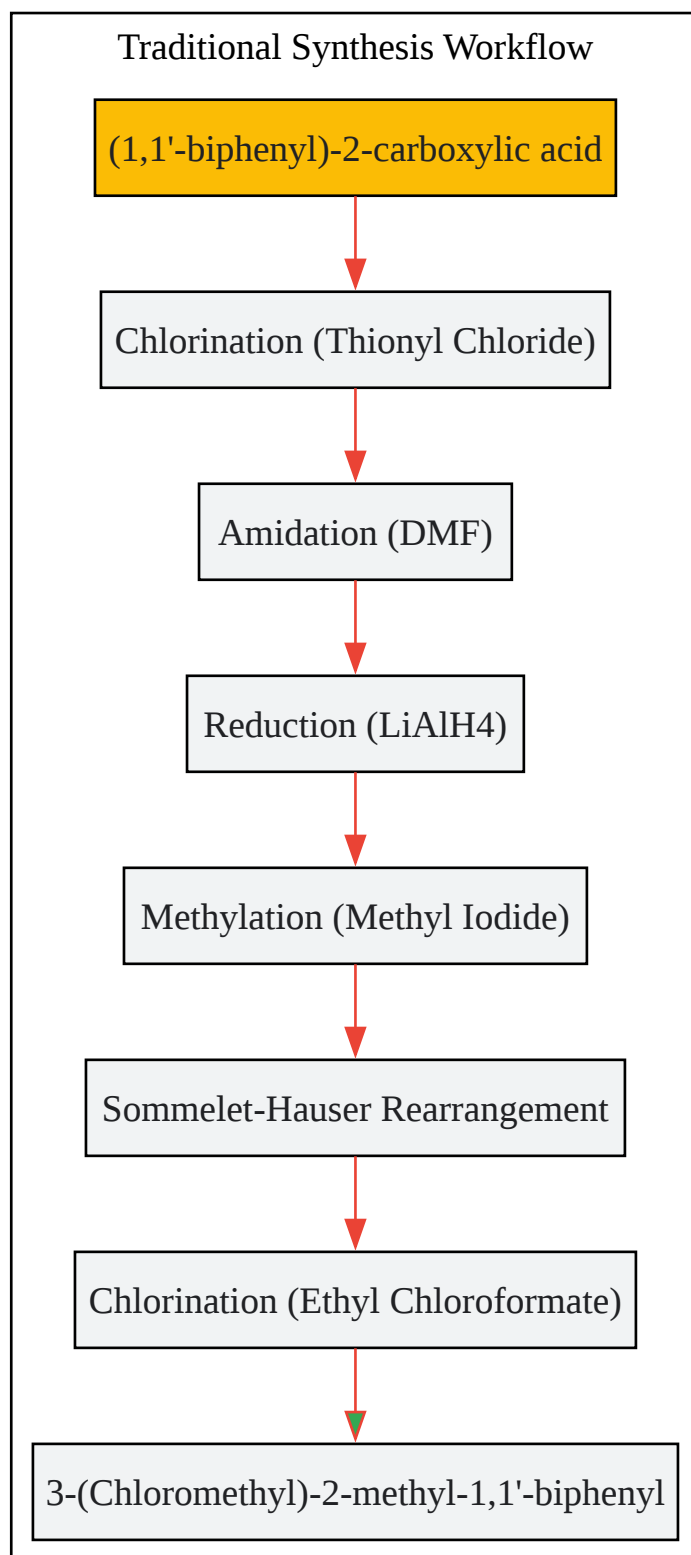 Traditional Synthesis Workflow
(1,1'-biphenyl)-2-carboxylic acid
Chlorination (Thionyl Chloride)
Amidation (DMF)
Reduction (LiAlH4)
Methylation (Methyl Iodide)
Sommelet-Hauser Rearrangement
Chlorination (Ethyl Chloroformate)
3-(Chloromethyl)-2-methyl-1,1'-biphenyl